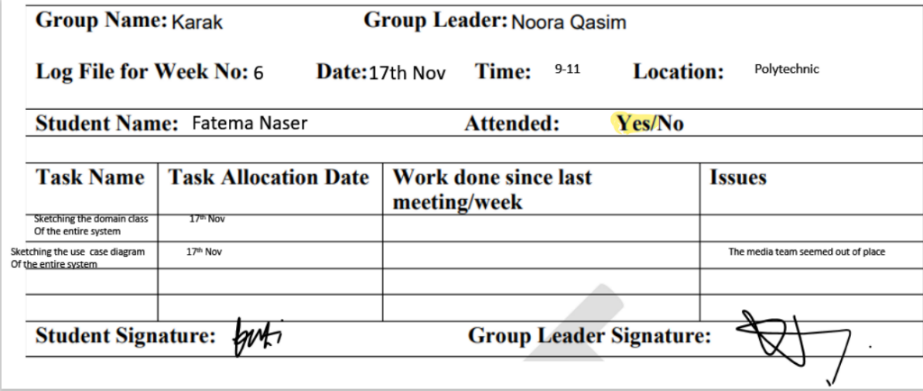 Group Name: Karak Group Leader: Noora Qasim
Log File for Week No: 6 Date:17th Nov Time: 9-11 Location: Polytechnic
Student Name: Fatema Naser Attended: Yes/No
Task Name Task Allocation Date Work done since last Issues
meeting/week
Sketching the domain class 17th Nov
Of the entire system
Sketching the use case diagram 17th Nov The media team seemed out of place
Of the entire system
Student Signature: Group Leader Signature: